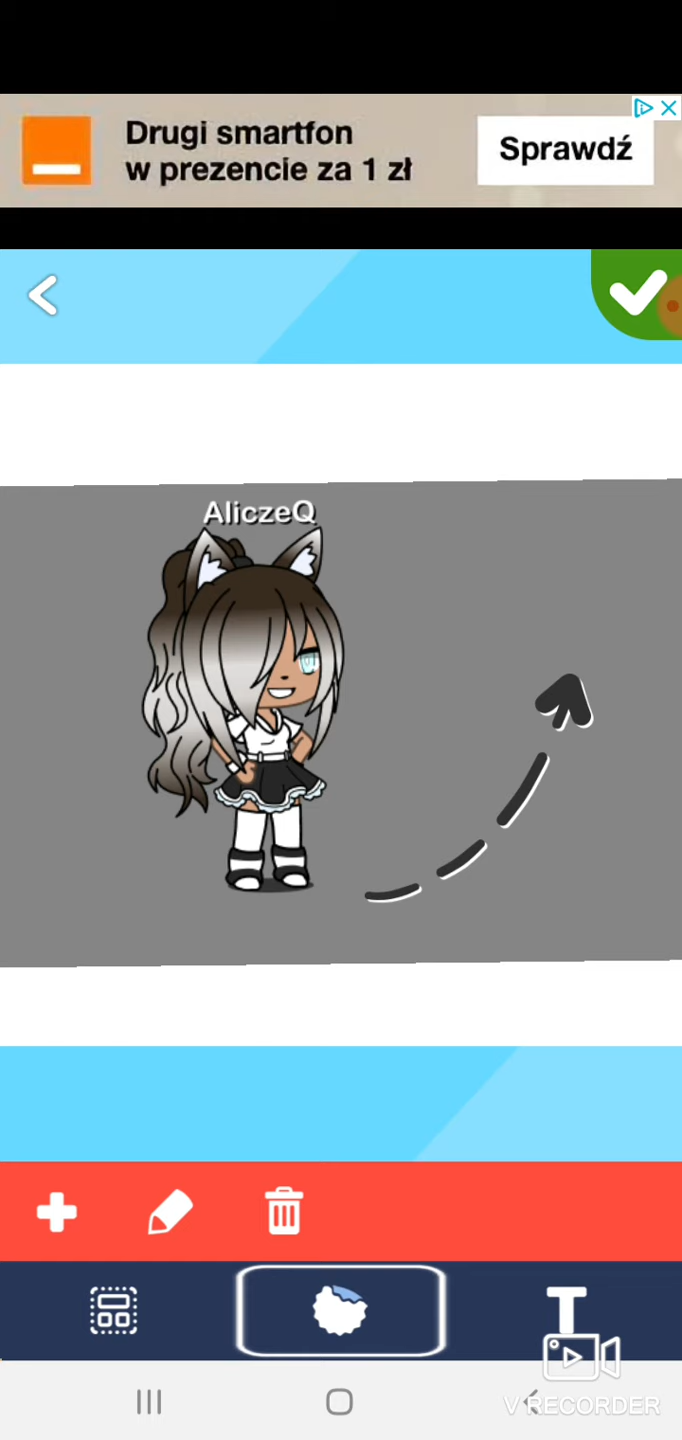 Drugi smartfon
w prezencie za 1 zł
Sprawdź
AliczeQ
T
V RECORDER